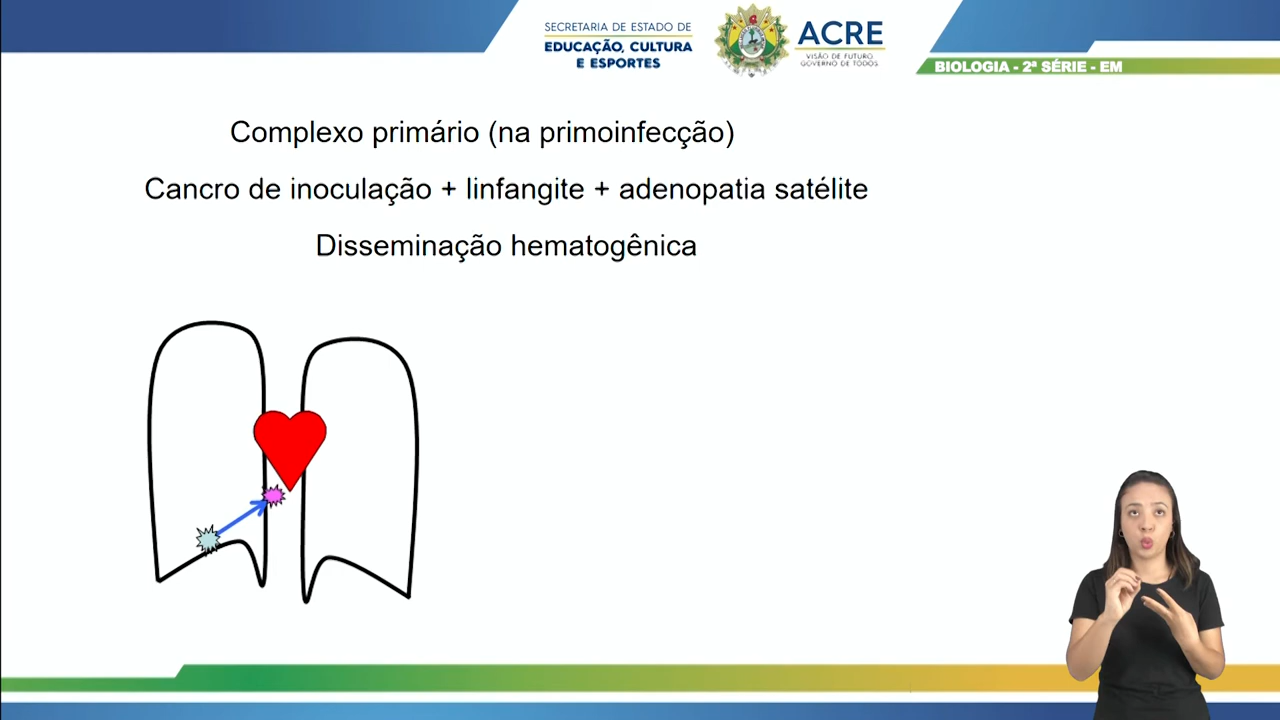 SECRETARIA DE ESTADO DE
EDUCAÇÃO, CULTURA
E ESPORTES
ACRE
VISÃO DE FUTURO,
GOVERNO DE TODOS.
BIOLOGIA - 2ª SÉRIE - EM
Complexo primário (na primoinfecção)
Cancro de inoculação + linfangite + adenopatia satélite
Disseminação hematogênica